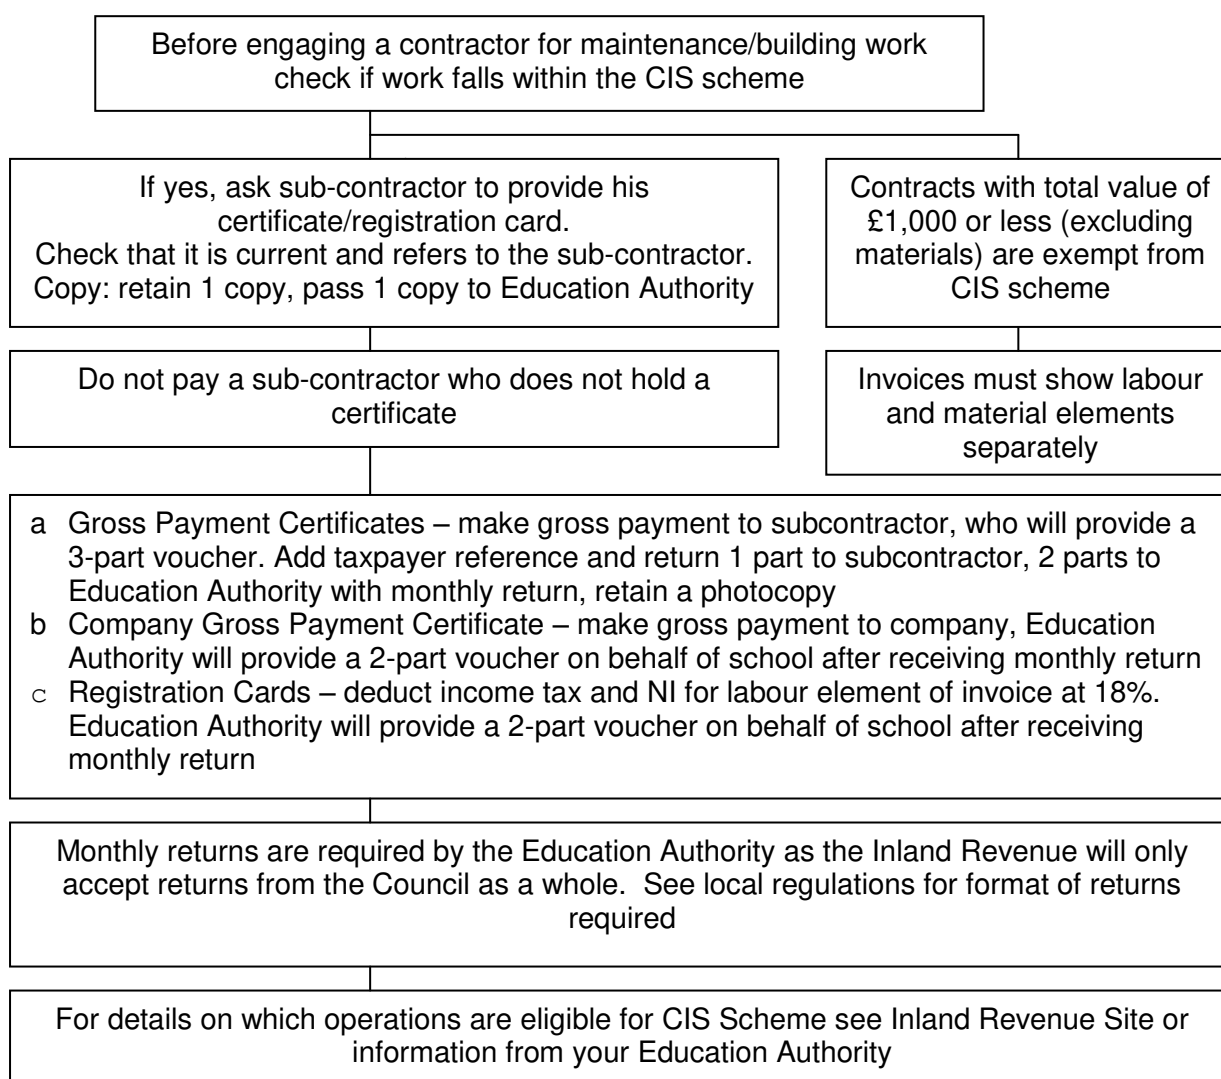 Before engaging a contractor for maintenance/building work
check if work falls within the CIS scheme
If yes, ask sub-contractor to provide his
certificate/registration card.
Check that it is current and refers to the sub-contractor.
Copy: retain 1 copy, pass 1 copy to Education Authority
Contracts with total value of
£1,000 or less (excluding
materials) are exempt from
CIS scheme
Do not pay a sub-contractor who does not hold a
certificate
Invoices must show labour
and material elements
separately
a Gross Payment Certificates – make gross payment to subcontractor, who will provide a
3-part voucher. Add taxpayer reference and return 1 part to subcontractor, 2 parts to
Education Authority with monthly return, retain a photocopy
b Company Gross Payment Certificate – make gross payment to company, Education
Authority will provide a 2-part voucher on behalf of school after receiving monthly return
c Registration Cards – deduct income tax and NI for labour element of invoice at 18%.
Education Authority will provide a 2-part voucher on behalf of school after receiving
monthly return
Monthly returns are required by the Education Authority as the Inland Revenue will only
accept returns from the Council as a whole. See local regulations for format of returns
required
For details on which operations are eligible for CIS Scheme see Inland Revenue Site or
information from your Education Authority